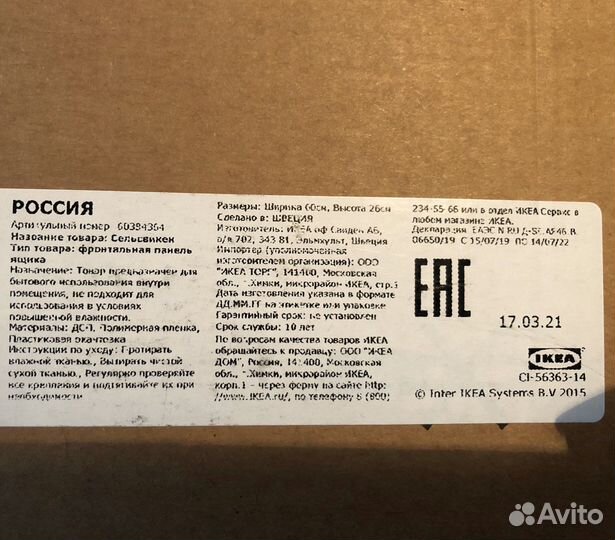 РОССИЯ
Артикульный номер 60384364
Название товара: Сельсвикен
Тип товара: фронтальная панель
ящика
Назначение: Товар предназначен для
бытового использования внутри
помещения, не подходит для
использования в условиях
повышенной влажности.
Материалы: ДСП, Полимерная пленка,
Пластиковая окантовка
Инструкции по уходу: Протирать
влажной тканью., Вытирать чистой
сухой тканью., Регулярно проверяйте
все крепления и подтягивайте их при
необходимости
Размеры: Ширина 60см, Высота 26см
Сделано в: ШВЕЦИЯ
Изготовитель: ИКЕА оф Свиден АБ,
а/я 702, 343 81, Эльмхульт, Швеция
Импортер (уполномоченная
изготовителем организация): ООО
"ИКЕА ТОРГ", 141400, Московская
обл., г.Химки, микрорайон ИКЕА, стр.1
Дата изготовления указана в формате
ДД.ММ.ГГ на этикетке или упаковке
Гарантийный срок: не установлен
Срок службы: 10 лет
По вопросам качества товаров ИКЕА
обращайтесь к продавцу: ООО "ИКЕА
ДОМ", Россия, 141400, Московская
обл., г.Химки, микрорайон ИКЕА,
корп.1 - через форму на сайте http:
//www.IKEA.ru/, по телефону 8 (800)
234-55-66 или в отдел ИКЕА Сервис в
любом магазине ИКЕА.
Декларация ЕАЭС N RU Д-SE.
06650/19 С 15/07/19 по 14/07/22
EAC
17.03.21
IKEA
CI-56363-14
© Inter IKEA Systems B.V 2015
Avito